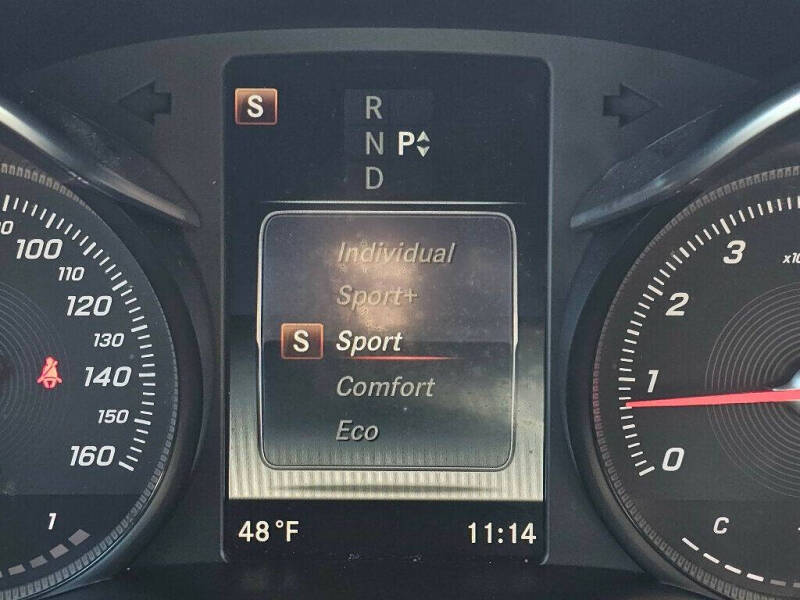 S
R
N P
D
Individual
Sport+
S Sport
Comfort
Eco
48°F 11:14
100
110
120
130
140
150
160
1
3
2
1
0
C